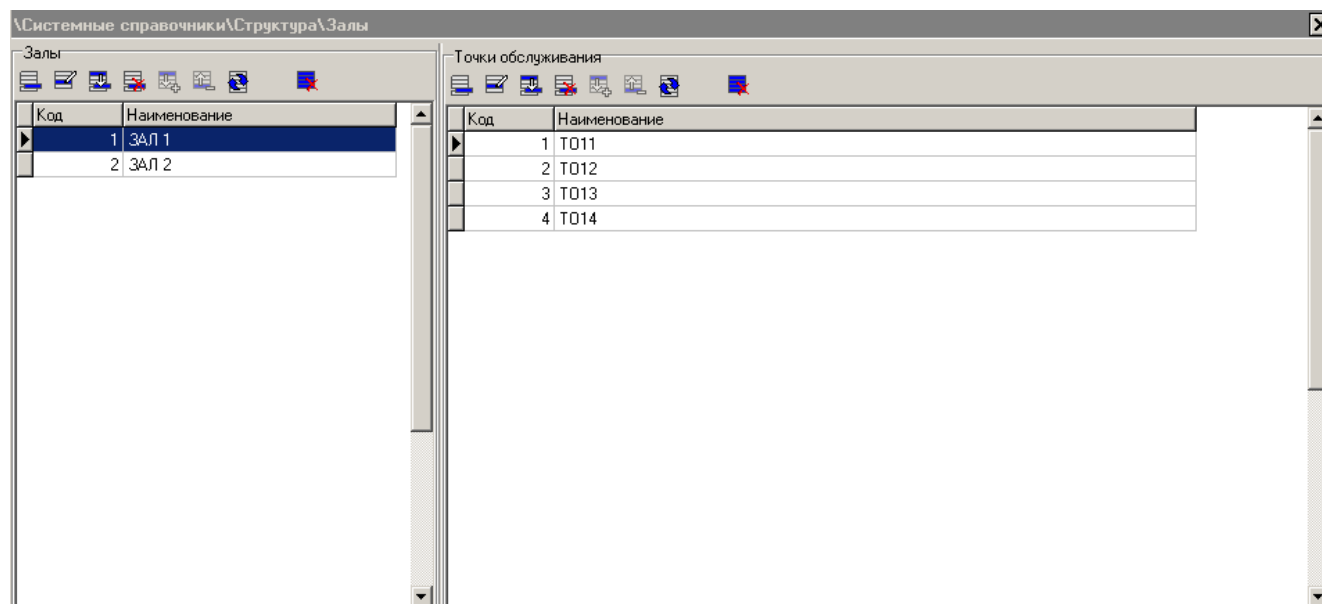 \Системные справочники\Структура\Залы
Залы
Код Наименование
1 ЗАЛ 1
2 ЗАЛ 2
Точки обслуживания
Код Наименование
1 ТО11
2 ТО12
3 ТО13
4 ТО14